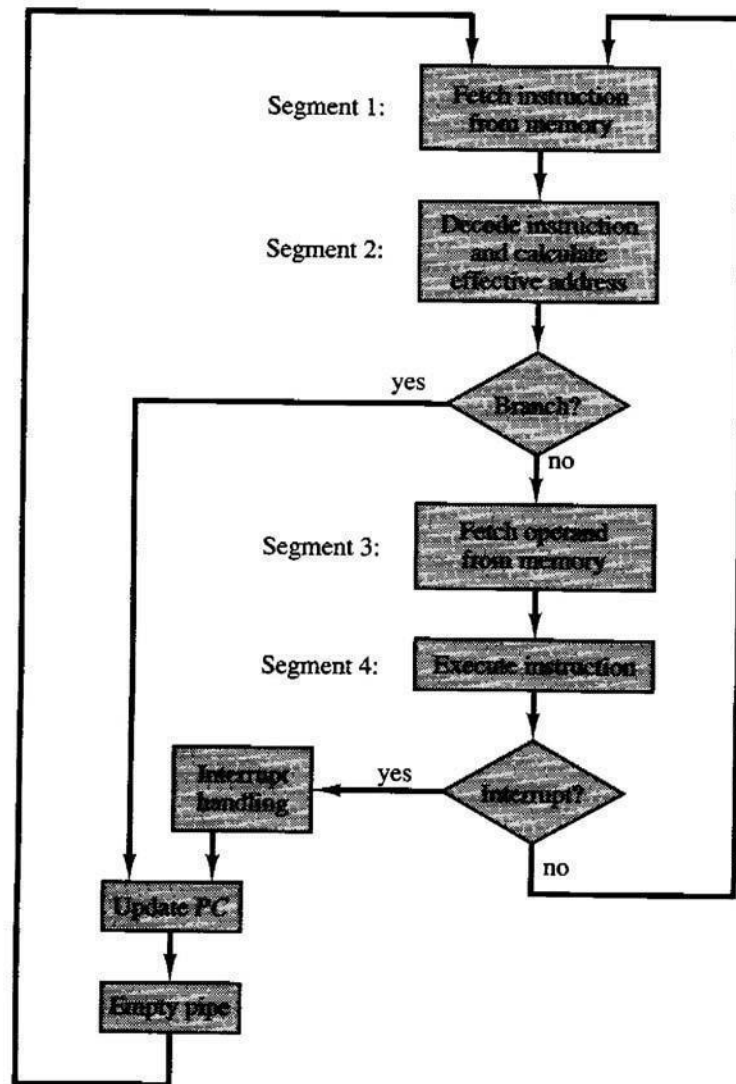 Segment 1:
Fetch instruction
from memory
Segment 2:
Decode instruction
and calculate
effective address
yes
Branch?
no
Segment 3:
Fetch operand
from memory
Segment 4:
Execute instruction
Interrupt
handling
yes
Interrupt?
no
Update PC
Empty pipe